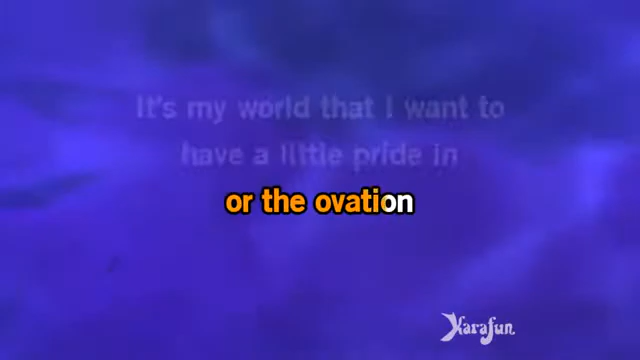 It's my world that I want to
have a little pride in
or the ovation
Karafun